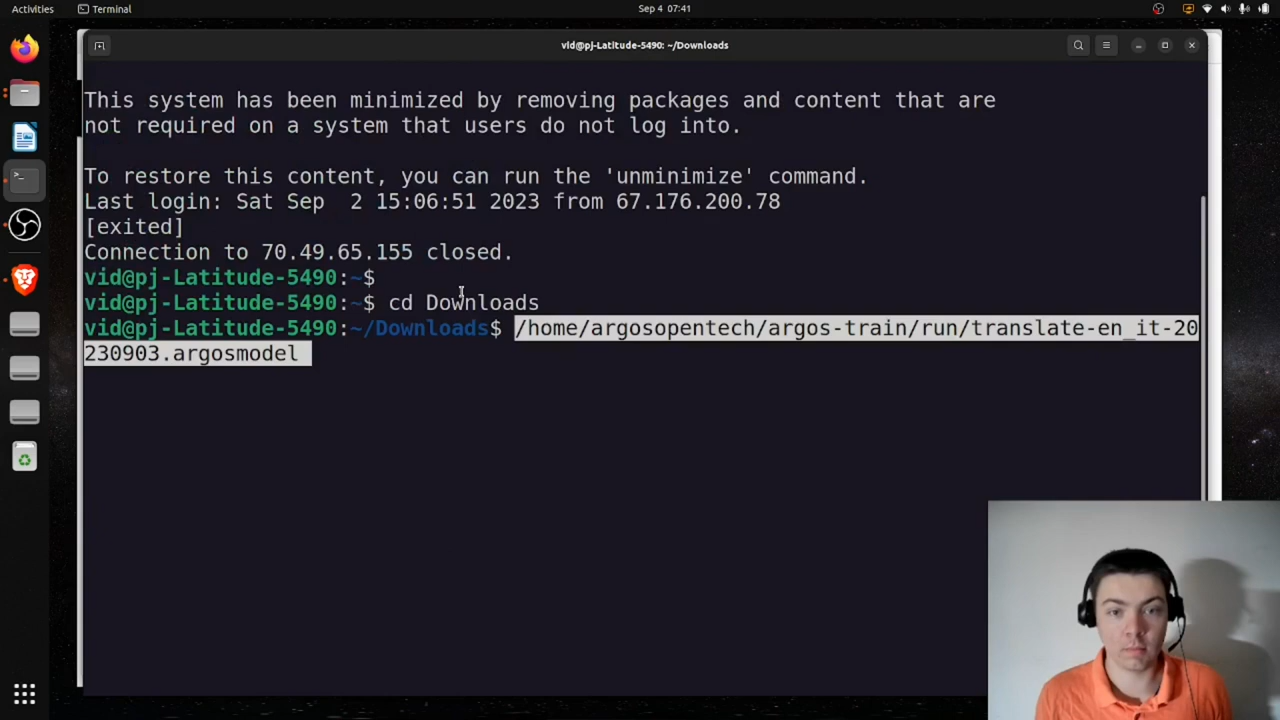 Activities
Terminal
Sep 4 07:41
vid@pj-Latitude-5490: ~/Downloads
This system has been minimized by removing packages and content that are
not required on a system that users do not log into.
To restore this content, you can run the 'unminimize' command.
Last login: Sat Sep  2 15:06:51 2023 from 67.176.200.78
[exited]
Connection to 70.49.65.155 closed.
vid@pj-Latitude-5490:~$
vid@pj-Latitude-5490:~$ cd Downloads
vid@pj-Latitude-5490:~/Downloads$ /home/argosopentech/argos-train/run/translate-en_it-20
230903.argosmodel